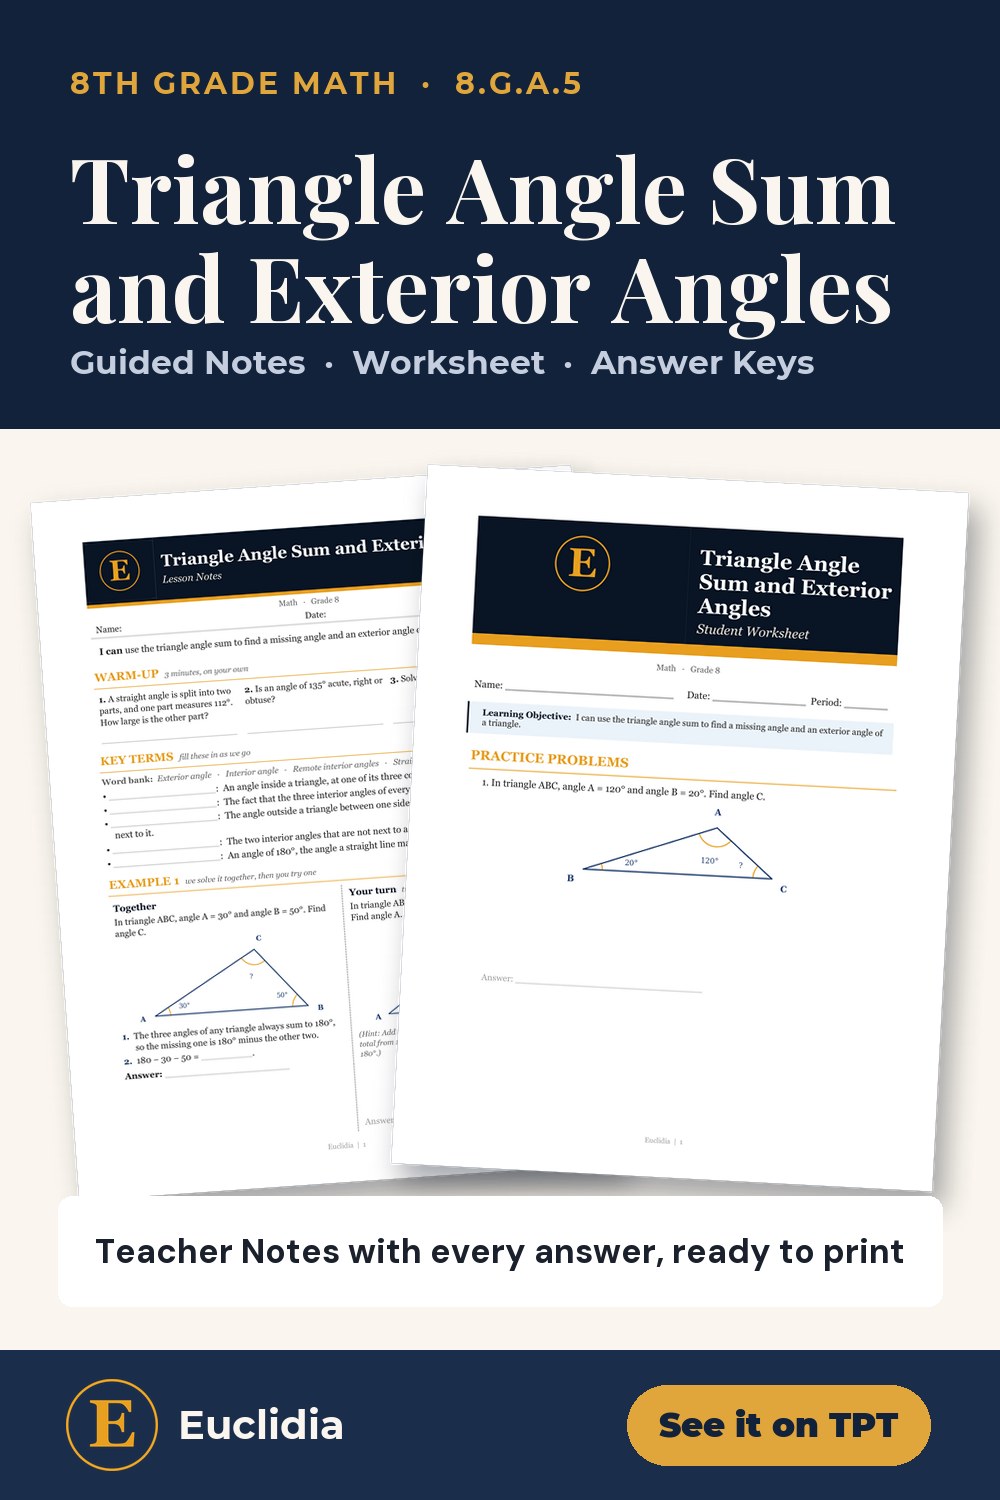 8TH GRADE MATH · 8.G.A.5
Triangle Angle Sum
and Exterior Angles
Guided Notes · Worksheet · Answer Keys
E
Triangle Angle Sum and Exteri
Lesson Notes
Math · Grade 8
Name:
Date:
I can use the triangle angle sum to find a missing angle and an exterior angle
WARM-UP 3 minutes, on your own
1. A straight angle is split into two
parts, and one part measures 112°.
How large is the other part?
2. Is an angle of 135° acute, right or
obtuse?
3. Solv
KEY TERMS fill these in as we go
Word bank: Exterior angle · Interior angle · Remote interior angles · Strai
• : An angle inside a triangle, at one of its three co
• : The fact that the three interior angles of every
• : The angle outside a triangle between one side
next to it.
• : The two interior angles that are not next to a
• : An angle of 180°, the angle a straight line ma
EXAMPLE 1 we solve it together, then you try one
Together
In triangle ABC, angle A = 30° and angle B = 50°. Find
angle C.
C
?
30°
50°
A
B
1. The three angles of any triangle always sum to 180°,
so the missing one is 180° minus the other two.
2. 180 – 30 – 50 = .
Answer:
Your turn
In triangle AB
Find angle A.
A
(Hint: Add
total from
180°.)
Answer
Euclidia | 1
E
Triangle Angle
Sum and Exterior
Angles
Student Worksheet
Math · Grade 8
Name: Date: Period:
Learning Objective: I can use the triangle angle sum to find a missing angle and an exterior angle of
a triangle.
PRACTICE PROBLEMS
1. In triangle ABC, angle A = 120° and angle B = 20°. Find angle C.
A
20°
120°
?
B
C
Answer:
Euclidia | 1
Teacher Notes with every answer, ready to print
E
Euclidia
See it on TPT